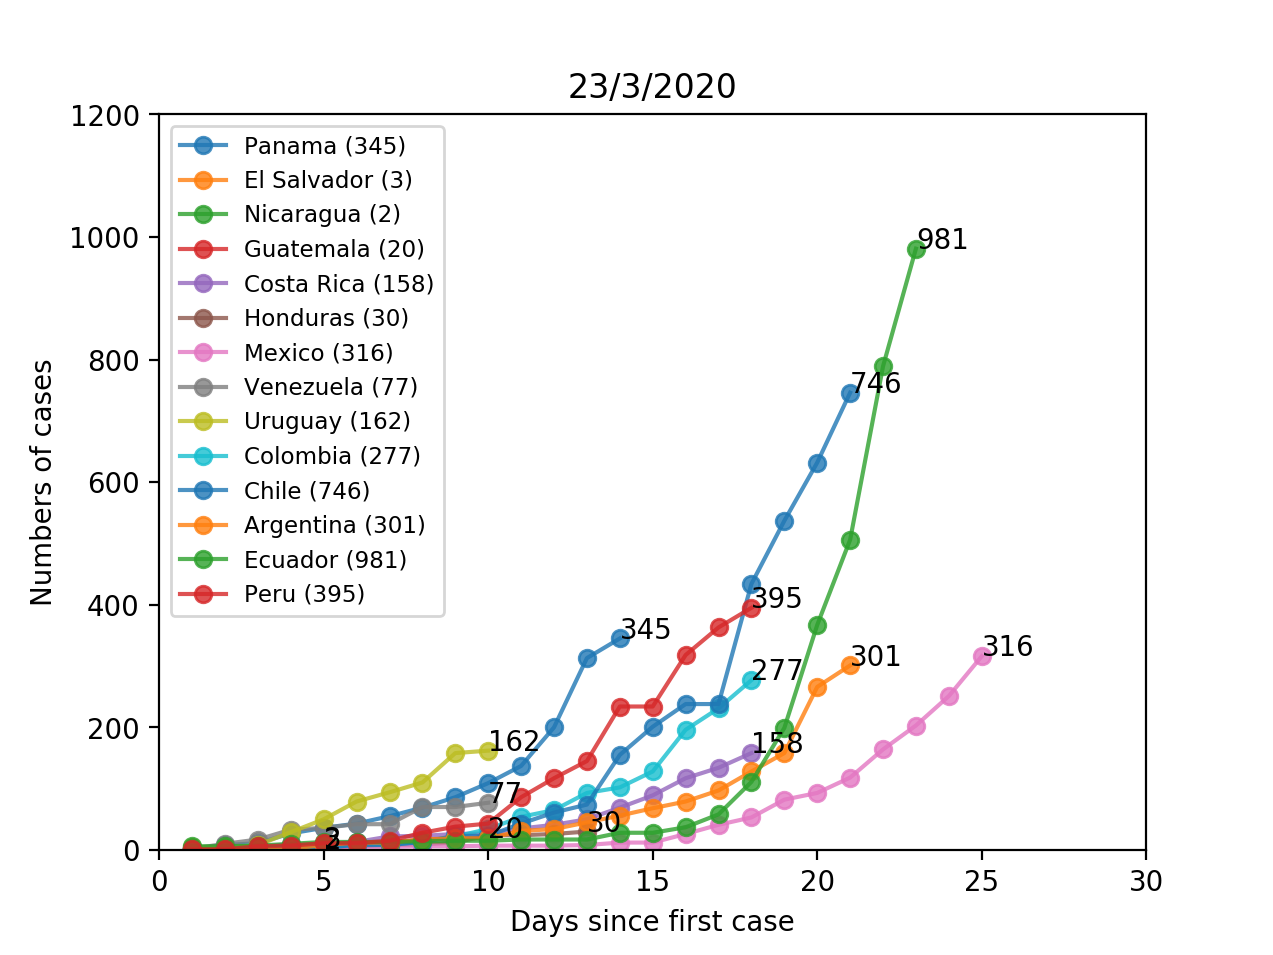 23/3/2020
1200
1000
800
600
400
200
0
Numbers of cases
Panama (345)
El Salvador (3)
Nicaragua (2)
Guatemala (20)
Costa Rica (158)
Honduras (30)
Mexico (316)
Venezuela (77)
Uruguay (162)
Colombia (277)
Chile (746)
Argentina (301)
Ecuador (981)
Peru (395)
981
746
395
345
316
301
277
162
158
77
30
20
3
2
0 5 10 15 20 25 30
Days since first case